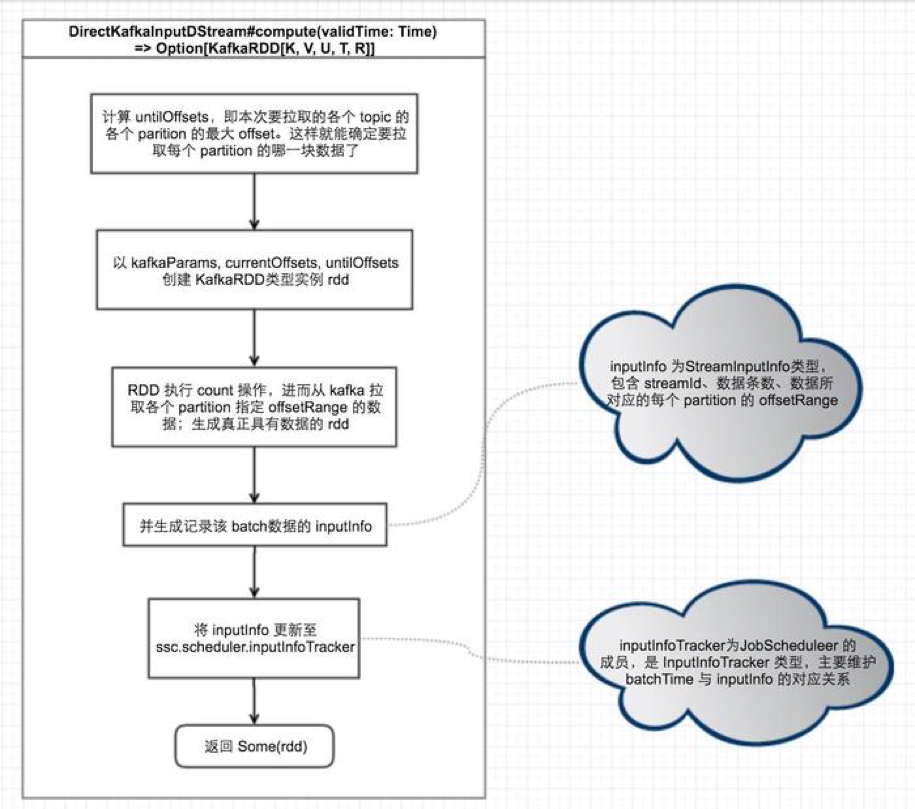 DirectKafkaInputDStream#compute(validTime: Time)
=> Option[KafkaRDD[K, V, U, T, R]]
计算 untilOffsets，即本次要拉取的各个 topic 的
各个 parition 的最大 offset。这样就能确定要拉
取每个 partition 的哪一块数据了
以 kafkaParams, currentOffsets, untilOffsets
创建 KafkaRDD类型实例 rdd
RDD 执行 count 操作，进而从 kafka 拉
取各个 partition 指定 offsetRange 的数
据；生成真正具有数据的 rdd
并生成记录该 batch数据的 inputInfo
将 inputInfo 更新至
ssc.scheduler.inputInfoTracker
返回 Some(rdd)
inputInfo 为StreamInputInfo类型，
包含 streamId、数据条数、数据所
对应的每个 partition 的 offsetRange
inputInfoTracker为JobScheduleer 的
成员，是 InputInfoTracker 类型，主要维护
batchTime 与 inputInfo 的对应关系